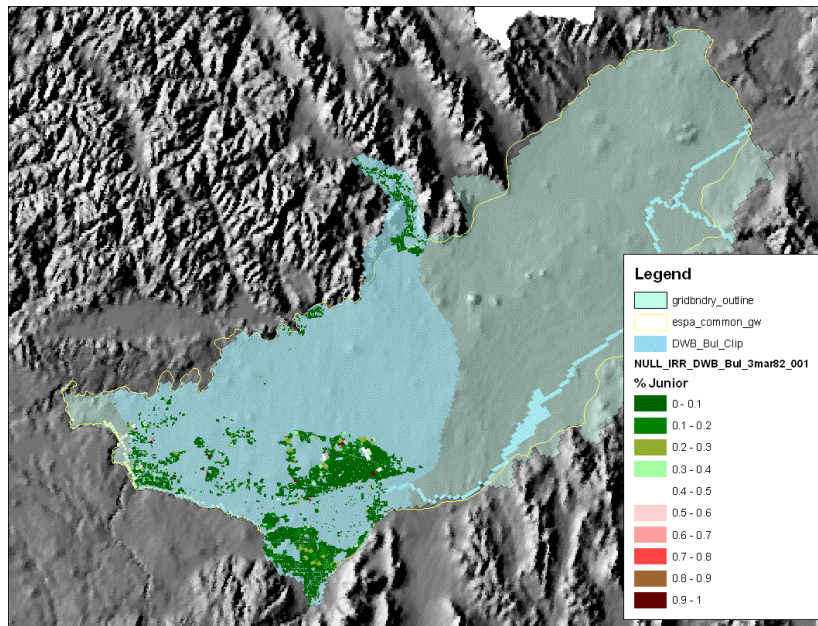 Legend
gridbndry_outline
espa_common_gw
DWB_Bul_Clip
NULL_IRR_DWB_Bul_3mar82_001
% Junior
0 - 0.1
0.1 - 0.2
0.2 - 0.3
0.3 - 0.4
0.4 - 0.5
0.5 - 0.6
0.6 - 0.7
0.7 - 0.8
0.8 - 0.9
0.9 - 1